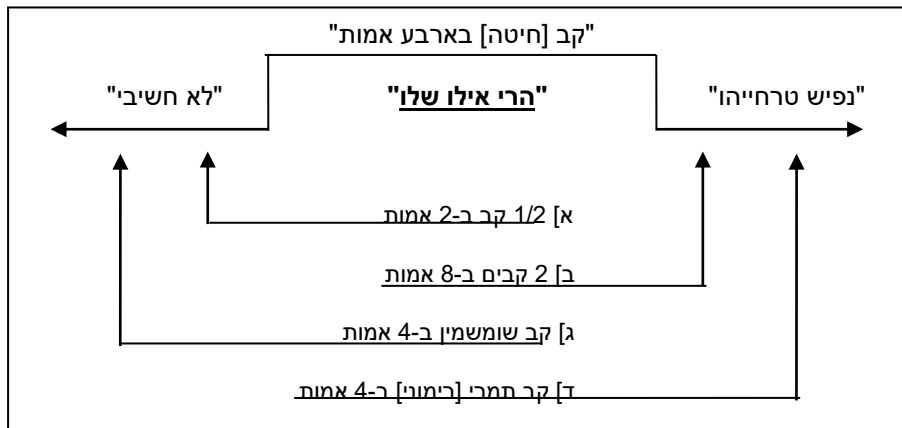 "קב [חיטה] בארבע אמות"
"נפיש טרחייהו" "הרי אילו שלו" "לא חשיבי"
א] 1/2 קב ב-2 אמות
ב] 2 קבים ב-8 אמות
ג] קב שומשמין ב-4 אמות
ד] קב תמרי [רימוני] ב-4 אמות